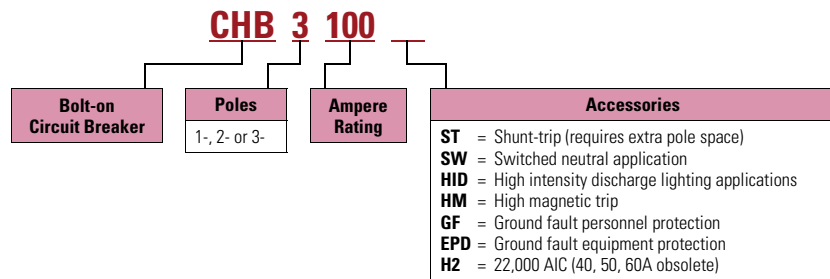 CHB 3 100
Bolt-on
Circuit Breaker
Poles
1-, 2- or 3-
Ampere
Rating
Accessories
ST = Shunt-trip (requires extra pole space)
SW = Switched neutral application
HID = High intensity discharge lighting applications
HM = High magnetic trip
GF = Ground fault personnel protection
EPD = Ground fault equipment protection
H2 = 22,000 AIC (40, 50, 60A obsolete)